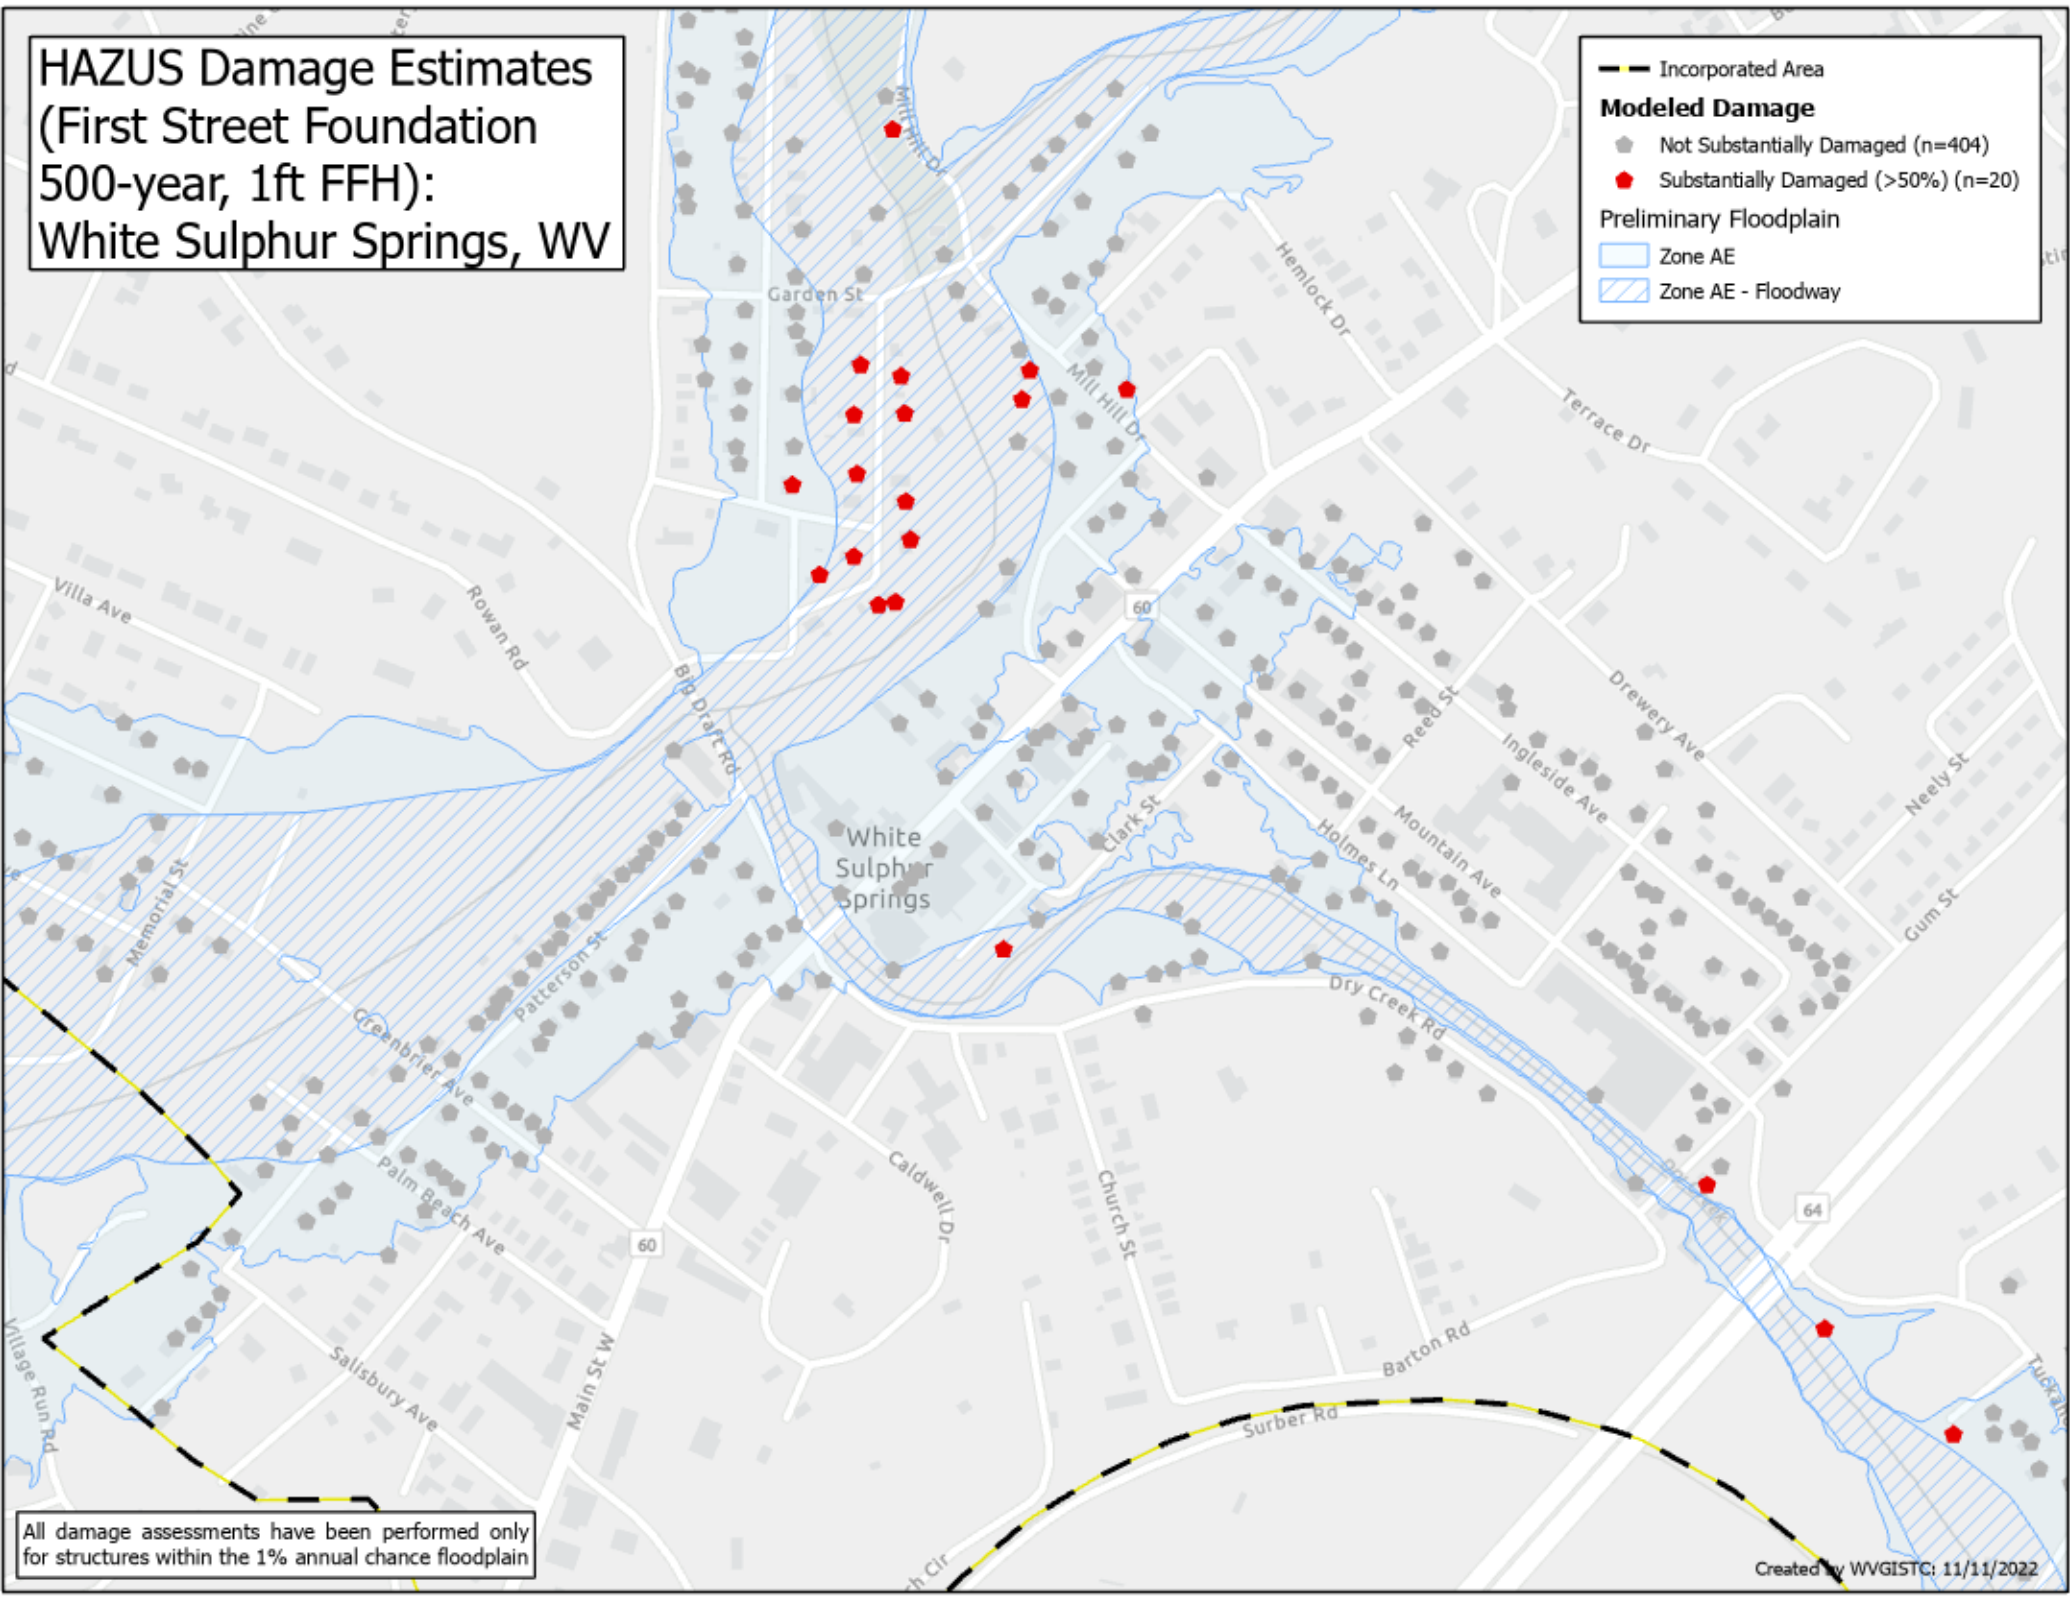 HAZUS Damage Estimates
(First Street Foundation
500-year, 1ft FFH):
White Sulphur Springs, WV
Incorporated Area
Modeled Damage
Not Substantially Damaged (n=404)
Substantially Damaged (>50%) (n=20)
Preliminary Floodplain
Zone AE
Zone AE - Floodway
Mill Hill Dr
Garden St
Hemlock Dr
Mill Hill Dr
Terrace Dr
Villa Ave
Rowan Rd
60
Big Draft Rd
Reed St
Drewery Ave
Ingleside Ave
Neely St
White
Sulphur
Springs
Clark St
Holmes Ln
Mountain Ave
Gum St
Memorial St
Patterson St
Greenbrier Ave
Dry Creek Rd
Palm Beach Ave
Caldwell Dr
Church St
64
60
Village Run Rd
Salisbury Ave
Main St W
Barton Rd
Surber Rd
All damage assessments have been performed only
for structures within the 1% annual chance floodplain
Created by WVGISTC: 11/11/2022